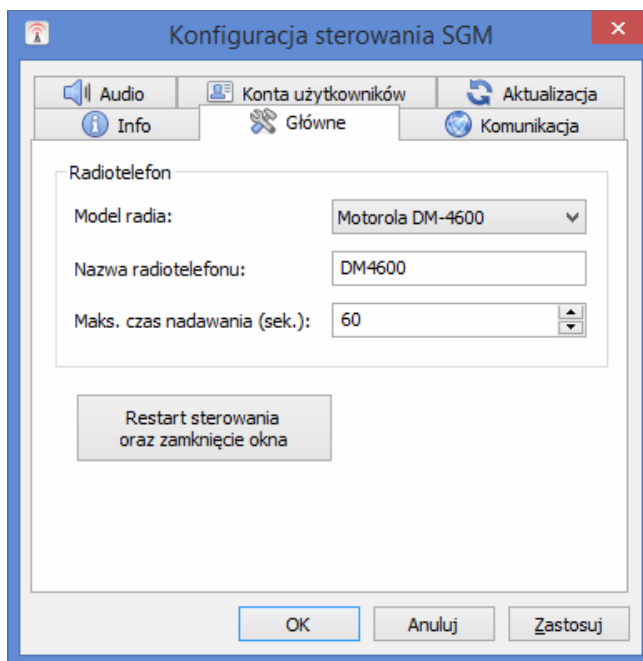 Konfiguracja sterowania SGM
Audio
Konta użytkowników
Aktualizacja
Info
Główne
Komunikacja
Radiotelefon
Model radia:
Motorola DM-4600
Nazwa radiotelefonu:
DM4600
Maks. czas nadawania (sek.):
60
Restart sterowania
oraz zamknięcie okna
OK
Anuluj
Zastosuj